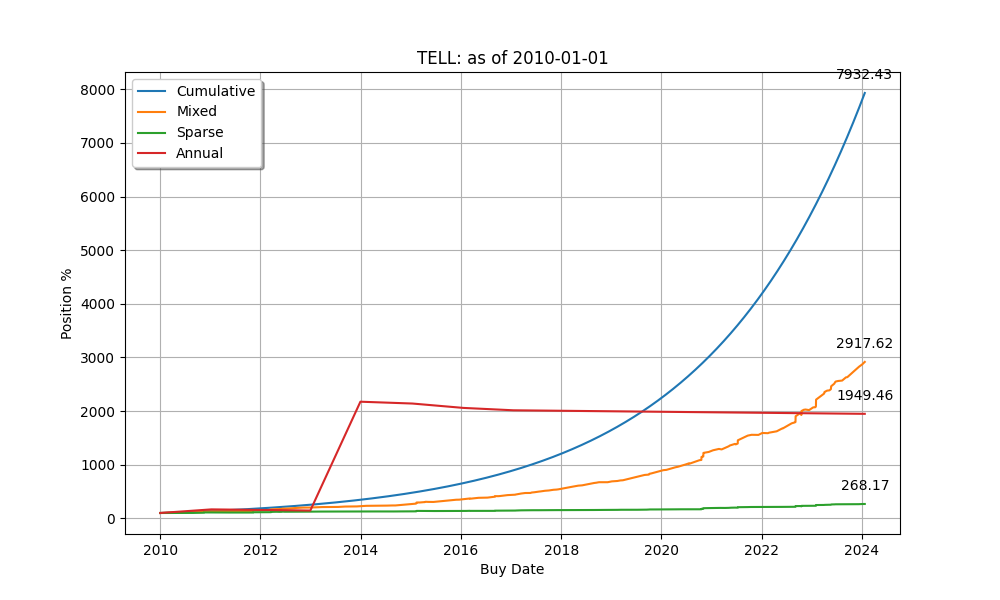 TELL: as of 2010-01-01
7932.43
8000
Cumulative
Mixed
Sparse
Annual
7000
6000
5000
4000
Position %
2917.62
3000
1949.46
2000
1000
268.17
0
2010 2012 2014 2016 2018 2020 2022 2024
Buy Date